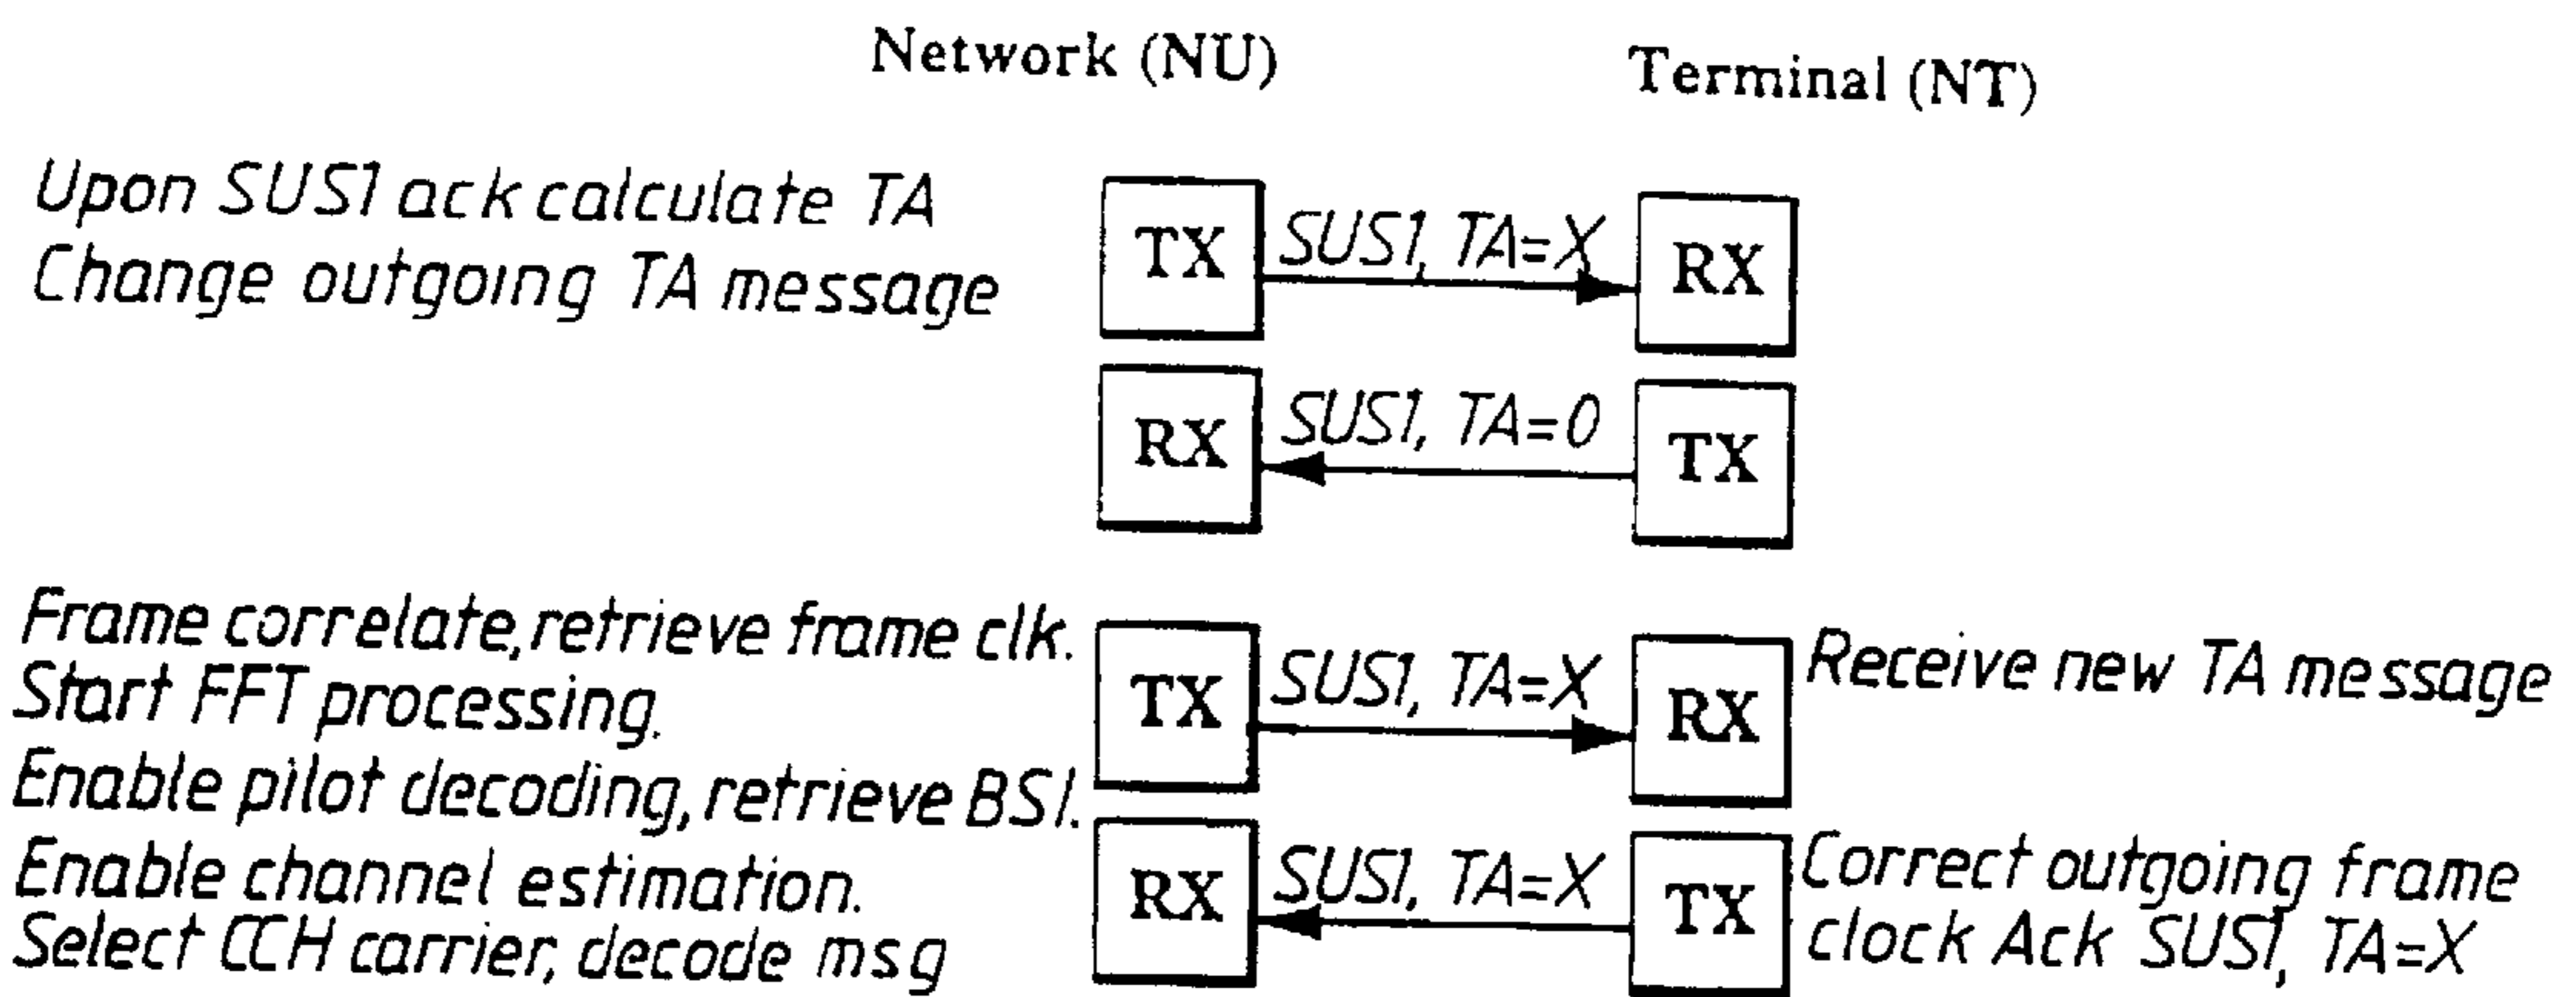 Network (NU)
Terminal (NT)
Upon SUS1 ack calculate TA
Change outgoing TA message
TX
SUS1, TA=X
RX
RX
SUS1, TA=0
TX
Frame correlate, retrieve frame clk.
Start FFT processing.
Enable pilot decoding, retrieve BSI.
Enable channel estimation.
Select CCH carrier, decode msg
TX
SUS1, TA=X
RX
Receive new TA message
RX
SUS1, TA=X
TX
Correct outgoing frame
clock Ack SUS1, TA=X